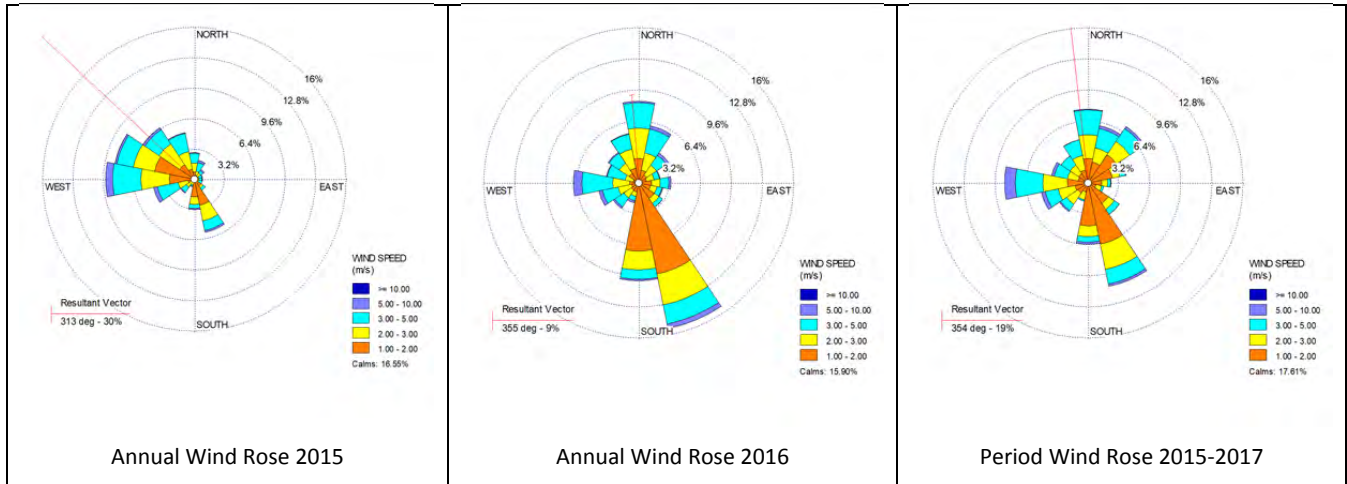 NORTH
16%
12.8%
9.6%
6.4%
3.2%
WEST
EAST
SOUTH
WIND SPEED
(m/s)
>= 10.00
5.00 - 10.00
3.00 - 5.00
2.00 - 3.00
1.00 - 2.00
Calms: 16.55%
Resultant Vector
313 deg - 30%
Annual Wind Rose 2015
NORTH
16%
12.8%
9.6%
6.4%
3.2%
WEST
EAST
SOUTH
WIND SPEED
(m/s)
>= 10.00
5.00 - 10.00
3.00 - 5.00
2.00 - 3.00
1.00 - 2.00
Calms: 15.90%
Resultant Vector
355 deg - 9%
Annual Wind Rose 2016
NORTH
16%
12.8%
9.6%
6.4%
3.2%
WEST
EAST
SOUTH
WIND SPEED
(m/s)
>= 10.00
5.00 - 10.00
3.00 - 5.00
2.00 - 3.00
1.00 - 2.00
Calms: 17.61%
Resultant Vector
354 deg - 19%
Period Wind Rose 2015-2017